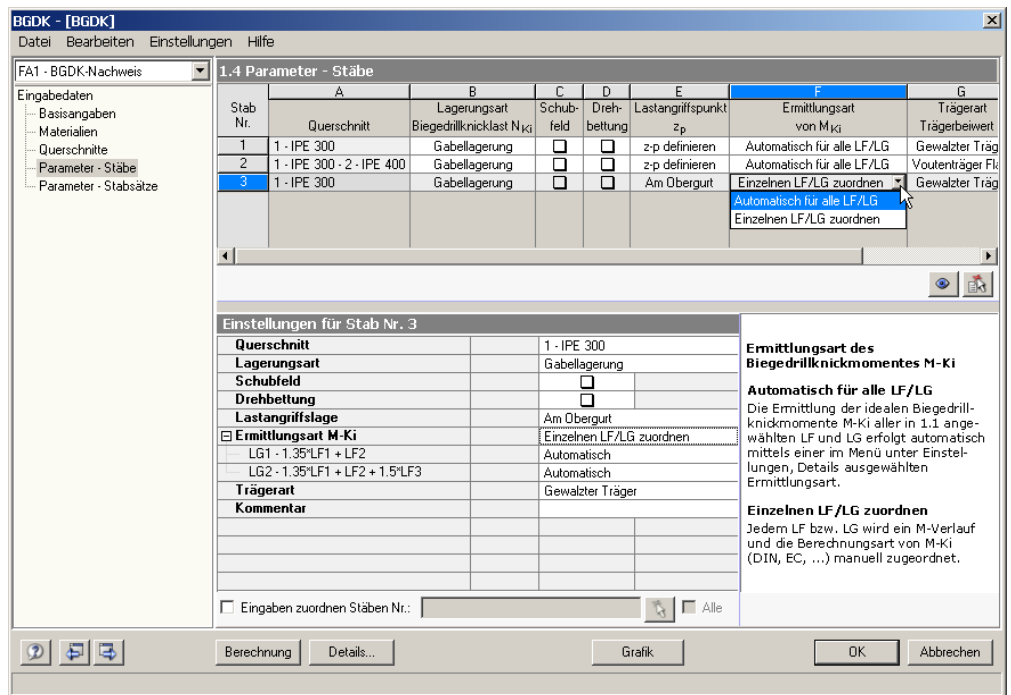 BGDK - [BGDK]
Datei Bearbeiten Einstellungen Hilfe
FA1 - BGDK-Nachweis
Eingabedaten
Basisangaben
Materialien
Querschnitte
Parameter - Stäbe
Parameter - Stabsätze
1.4 Parameter - Stäbe
A B C D E F G
Stab Lagerungsart Schub- Dreh- Lastangriffspunkt Ermittlungsart Trägerart
Nr. Querschnitt Biegedrillknicklast N Ki feld bettung z p von M Ki Trägerbeiwert
1 1 - IPE 300 Gabellagerung z-p definieren Automatisch für alle LF/LG Gewalzter Träg
2 1 - IPE 300 - 2 - IPE 400 Gabellagerung z-p definieren Automatisch für alle LF/LG Voutenträger Fla
3 1 - IPE 300 Gabellagerung Am Obergurt Einzelnen LF/LG zuordnen Gewalzter Träg
Automatisch für alle LF/LG
Einzelnen LF/LG zuordnen
Einstellungen für Stab Nr. 3
Querschnitt 1 - IPE 300
Lagerungsart Gabellagerung
Schubfeld
Drehbettung
Lastangriffslage Am Obergurt
Ermittlungsart M-Ki Einzelnen LF/LG zuordnen
LG1 - 1.35*LF1 + LF2 Automatisch
LG2 - 1.35*LF1 + LF2 + 1.5*LF3 Automatisch
Trägerart Gewalzter Träger
Kommentar
Eingaben zuordnen Stäben Nr.: Alle
Ermittlungsart des
Biegedrillknickmomentes M-Ki
Automatisch für alle LF/LG
Die Ermittlung der idealen Biegedrill-
knickmomente M-Ki aller in 1.1 ange-
wählten LF und LG erfolgt automatisch
mittels einer im Menü unter Einstel-
lungen, Details ausgewählten
Ermittlungsart.
Einzelnen LF/LG zuordnen
Jedem LF bzw. LG wird ein M-Verlauf
und die Berechnungsart von M-Ki
(DIN, EC, ...) manuell zugeordnet.
Berechnung Details... Grafik OK Abbrechen